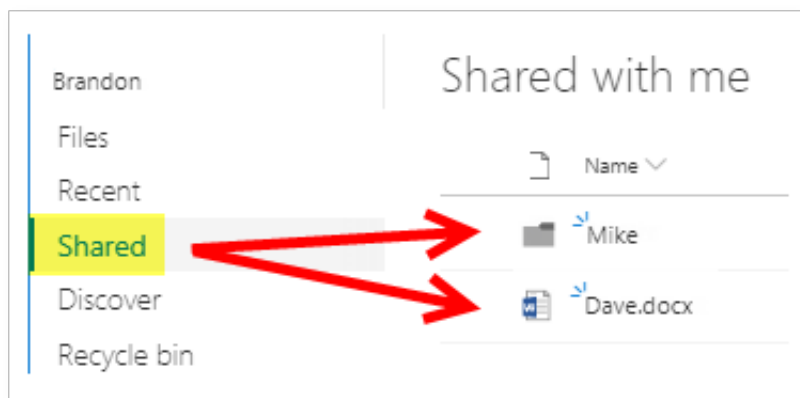 Brandon
Files
Recent
Shared
Discover
Recycle bin
Shared with me
Name
Mike
Dave.docx